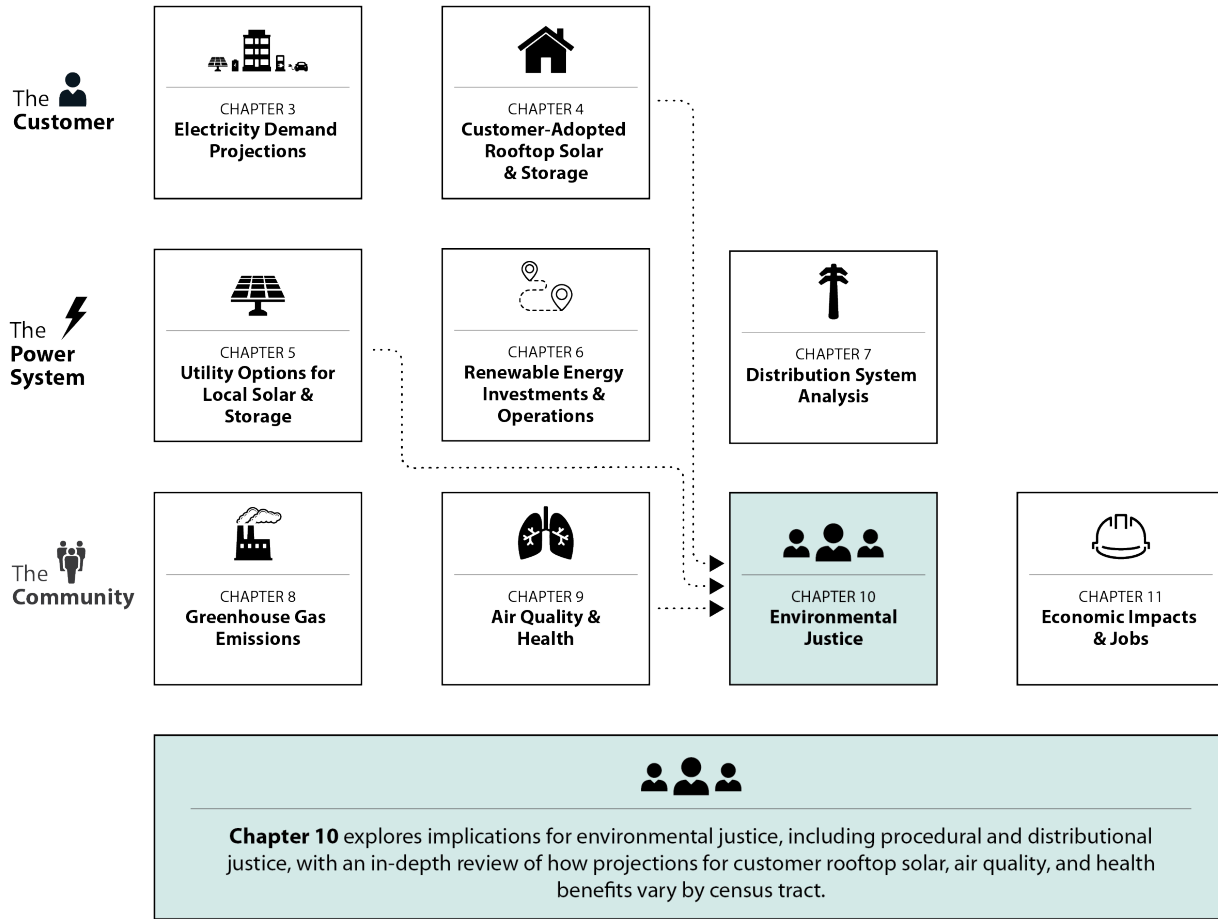 The
Customer
CHAPTER 3
Electricity Demand
Projections
CHAPTER 4
Customer-Adopted
Rooftop Solar
& Storage
The
Power
System
CHAPTER 5
Utility Options for
Local Solar &
Storage
CHAPTER 6
Renewable Energy
Investments &
Operations
CHAPTER 7
Distribution System
Analysis
The
Community
CHAPTER 8
Greenhouse Gas
Emissions
CHAPTER 9
Air Quality &
Health
CHAPTER 10
Environmental
Justice
CHAPTER 11
Economic Impacts
& Jobs
Chapter 10 explores implications for environmental justice, including procedural and distributional
justice, with an in-depth review of how projections for customer rooftop solar, air quality, and health
benefits vary by census tract.